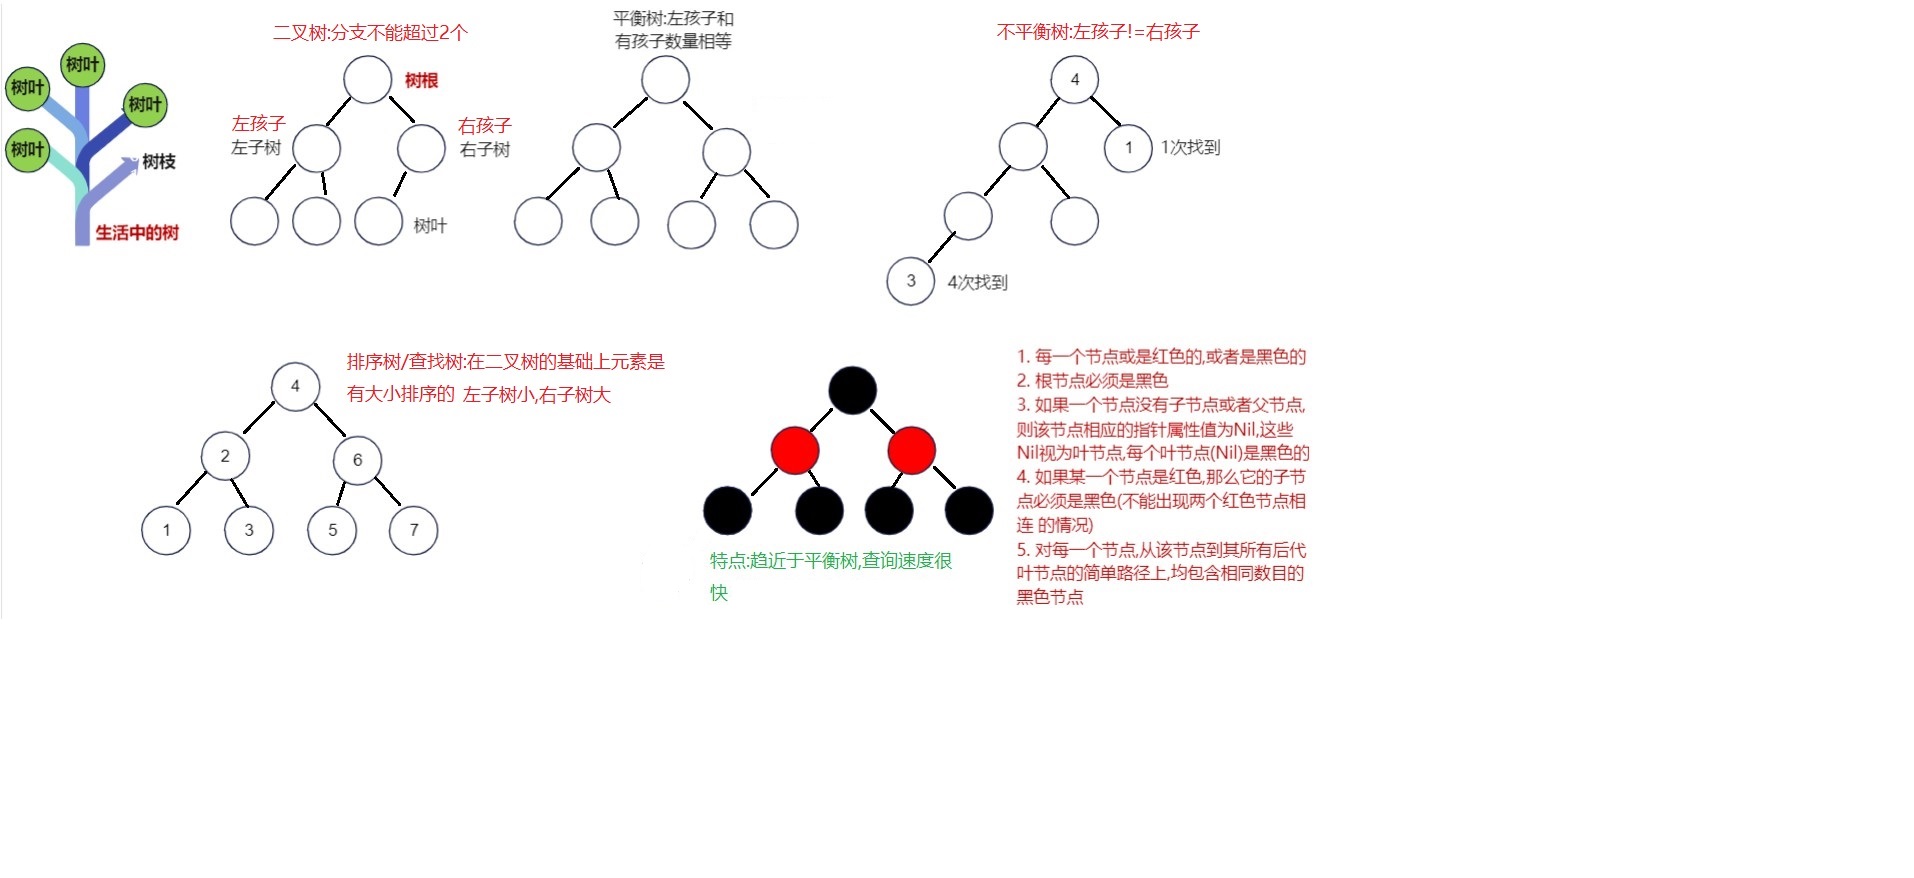 树叶
树叶
树叶
树叶
树枝
生活中的树
二叉树:分支不能超过2个
树根
左孩子
左子树
右孩子
右子树
树叶
平衡树:左孩子和
有孩子数量相等
不平衡树:左孩子!=右孩子
4
1
1次找到
3
4次找到
排序树/查找树:在二叉树的基础上元素是
有大小排序的 左子树小,右子树大
4
2
6
1
3
5
7
特点:趋近于平衡树,查询速度很
快
1. 每一个节点或是红色的,或者是黑色的
2. 根节点必须是黑色
3. 如果一个节点没有子节点或者父节点,
则该节点相应的指针属性值为Nil,这些
Nil视为叶节点,每个叶节点(Nil)是黑色的
4. 如果某一个节点是红色,那么它的子节
点必须是黑色(不能出现两个红色节点相
连 的情况)
5. 对每一个节点,从该节点到其所有后代
叶节点的简单路径上,均包含相同数目的
黑色节点